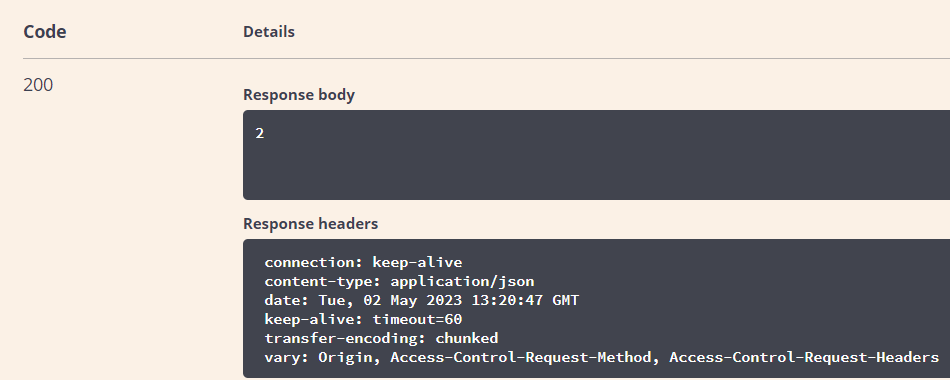 Code Details
200
Response body
2
Response headers
connection: keep-alive
content-type: application/json
date: Tue, 02 May 2023 13:20:47 GMT
keep-alive: timeout=60
transfer-encoding: chunked
vary: Origin, Access-Control-Request-Method, Access-Control-Request-Headers